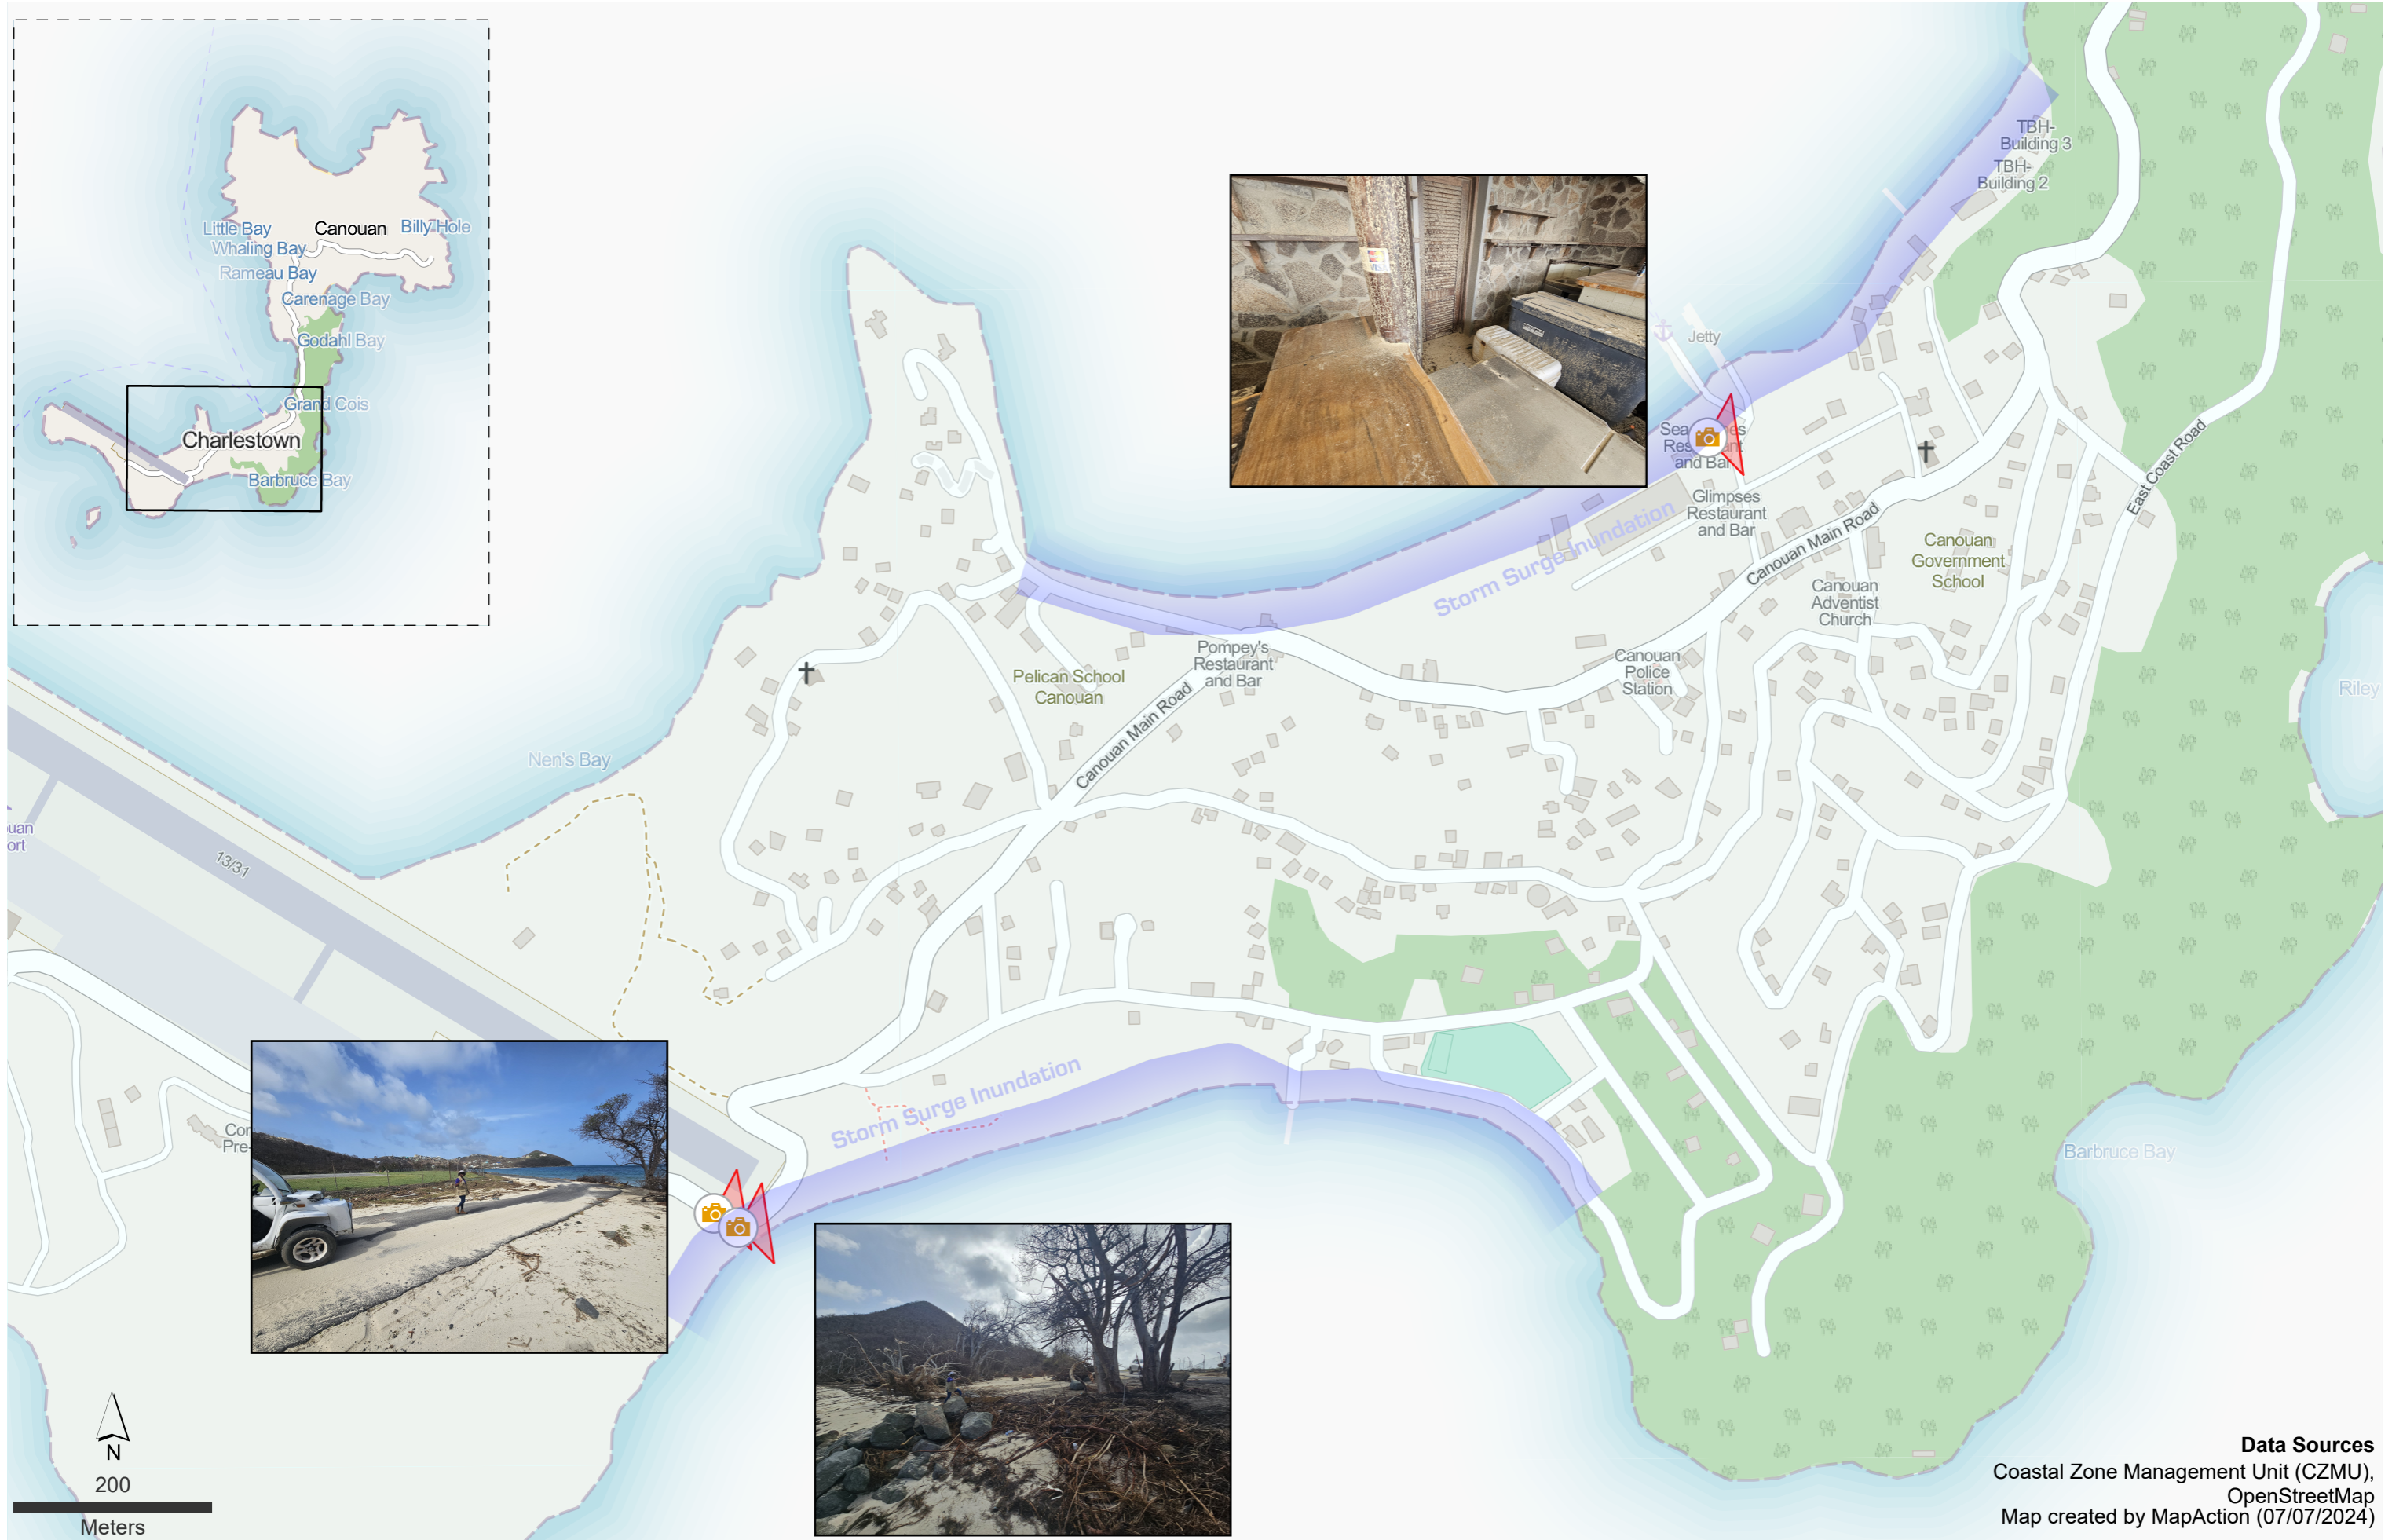 Little Bay
Canouan
Billy Hole
Whaling Bay
Rameau Bay
Carenage Bay
Godahl Bay
Grand Cois
Charlestown
Barbruce Bay
TBH-
Building 3
TBH-
Building 2
Jetty
Restaurant
and Bar
Glimpses
Restaurant
and Bar
Storm Surge Inundation
Canouan Main Road
East Coast Road
Canouan
Government
School
Canouan
Adventist
Church
Canouan
Police
Station
Pompey's
Restaurant
and Bar
Pelican School
Canouan
Canouan Main Road
Riley
Nen's Bay
13/31
Storm Surge Inundation
Barbruce Bay
N
200
Meters
Data Sources
Coastal Zone Management Unit (CZMU),
OpenStreetMap
Map created by MapAction (07/07/2024)